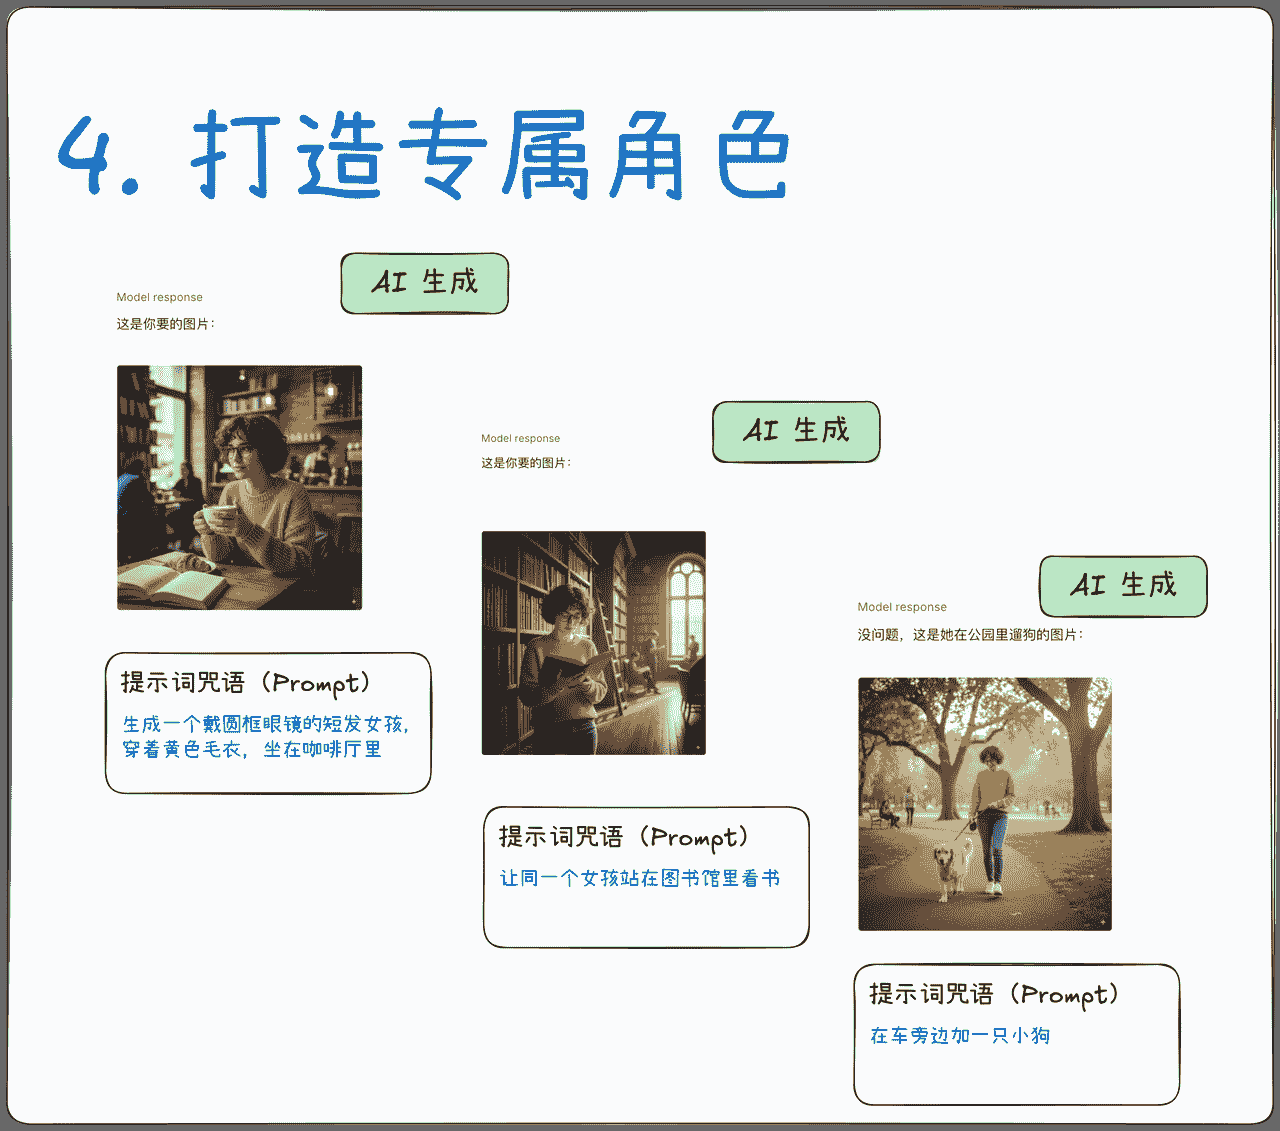 4. 打造专属角色
AI 生成
Model response
这是你要的图片：
提示词咒语（Prompt）
生成一个戴圆框眼镜的短发女孩，
穿着黄色毛衣，坐在咖啡厅里
AI 生成
Model response
这是你要的图片：
提示词咒语（Prompt）
让同一个女孩站在图书馆里看书
AI 生成
Model response
没问题，这是她在公园里遛狗的图片：
提示词咒语（Prompt）
在车旁边加一只小狗